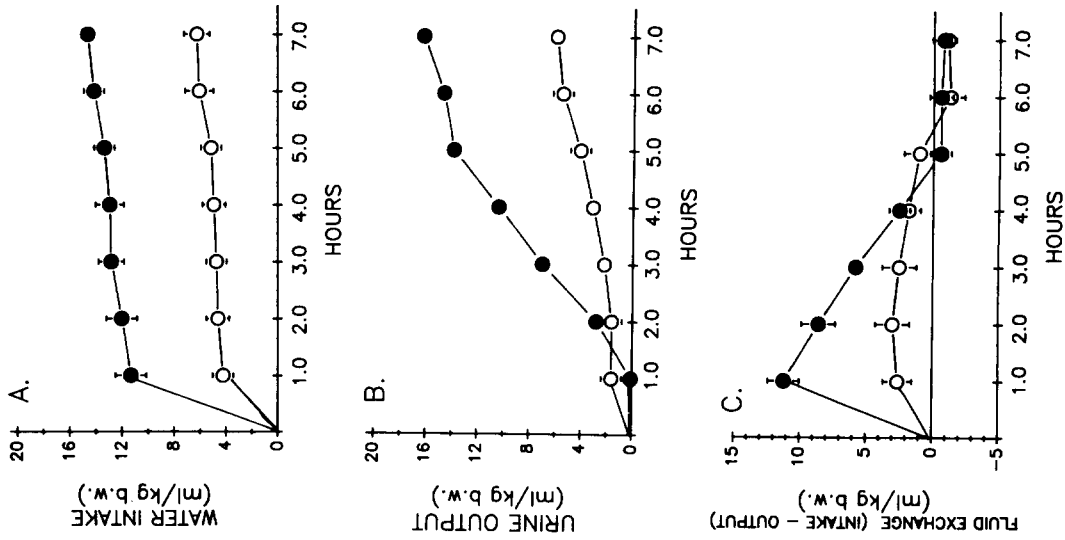 A.
WATER INTAKE
(ml/kg b.w.)
20
16
12
8
4
0
1.0 2.0 3.0 4.0 5.0 6.0 7.0
HOURS
B.
URINE OUTPUT
(ml/kg b.w.)
20
16
12
8
4
0
1.0 2.0 3.0 4.0 5.0 6.0 7.0
HOURS
C.
FLUID EXCHANGE (INTAKE - OUTPUT)
(ml/kg b.w.)
15
10
5
0
-5
1.0 2.0 3.0 4.0 5.0 6.0 7.0
HOURS